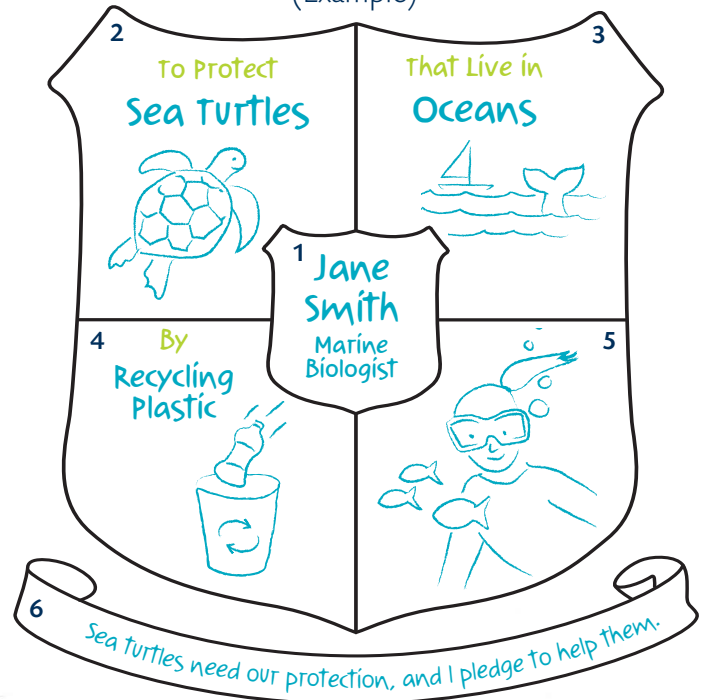 (Example)
2
To Protect
Sea Turtles
3
That Live in
Oceans
1
Jane
Smith
Marine
Biologist
4
By
Recycling
Plastic
5
6
Sea turtles need our protection, and I pledge to help them.